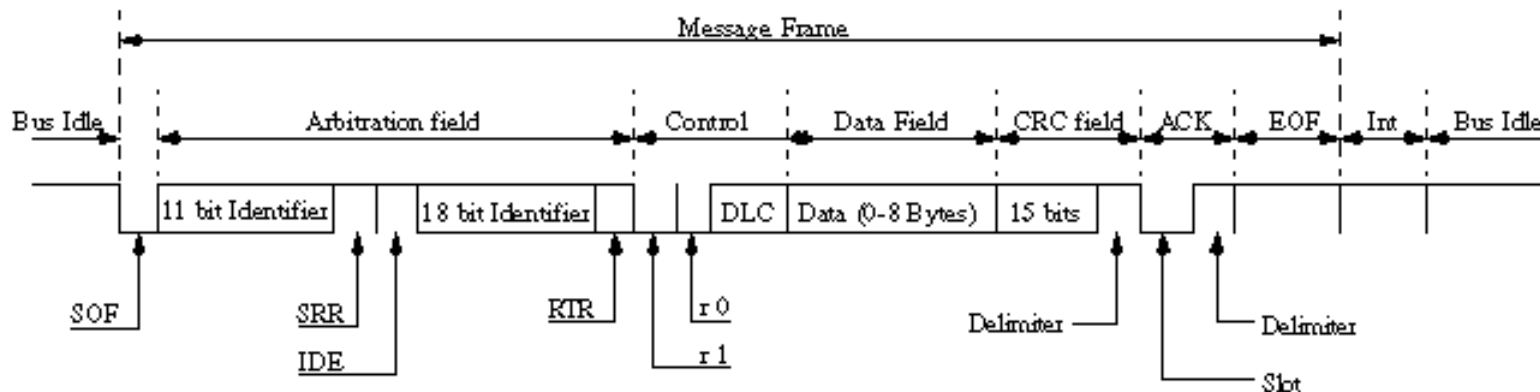 Message Frame
Bus Idle Arbitration field Control Data Field CRC field ACK EOF Int Bus Idle
11 bit Identifier 18 bit Identifier DLC Data (0-8 Bytes) 15 bits
SOF SRR RTR r 0 Delimiter Delimiter
IDE r 1
Slot